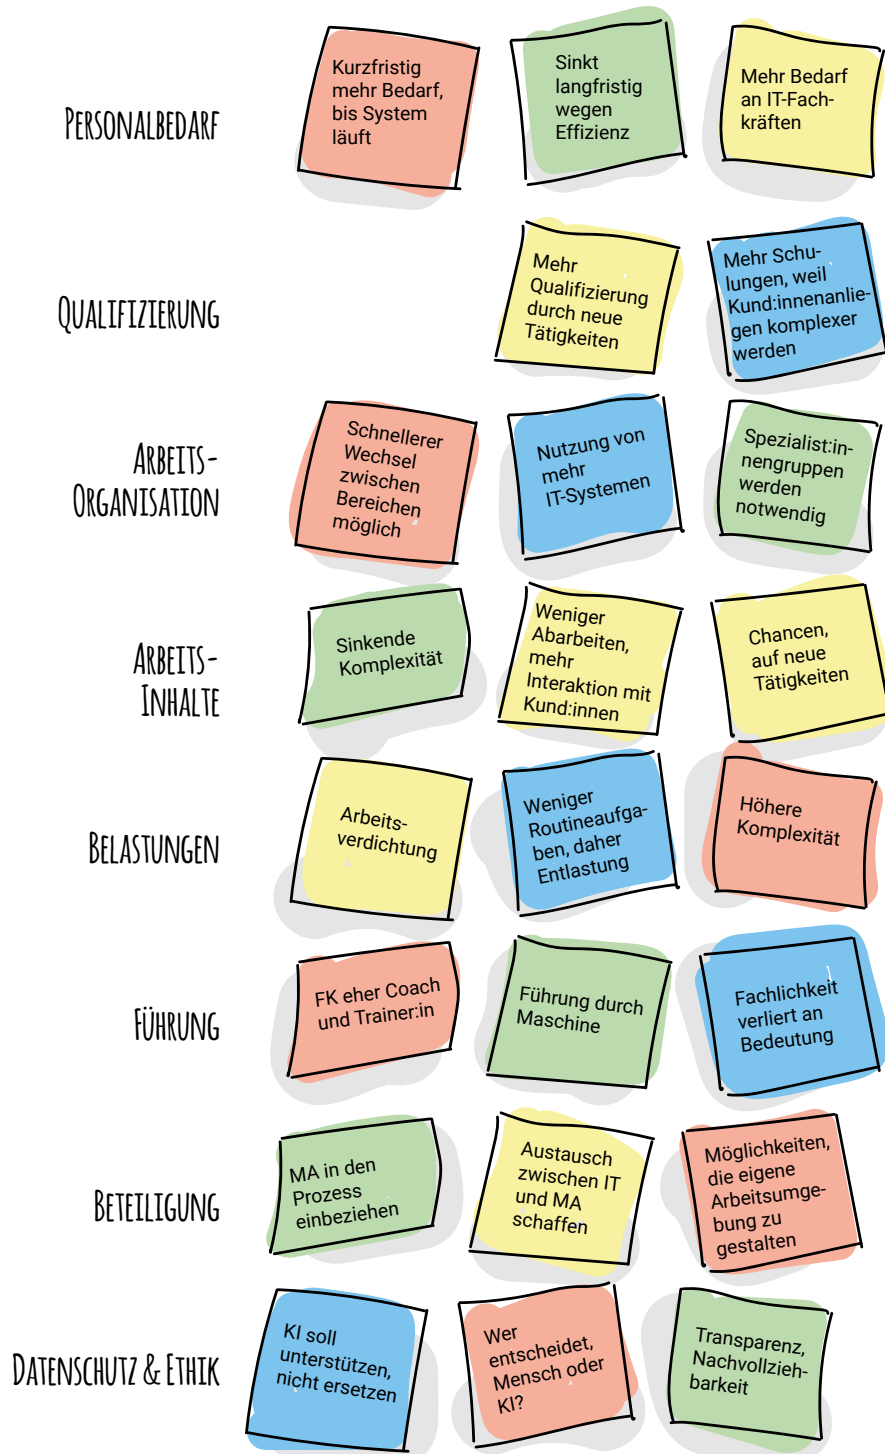 PERSONALBEDARF
Kurzfristig
mehr Bedarf,
bis System
läuft
Sinkt
langfristig
wegen
Effizienz
Mehr Bedarf
an IT-Fach-
kräften
QUALIFIZIERUNG
Mehr
Qualifizierung
durch neue
Tätigkeiten
Mehr Schu-
lungen, weil
Kund:innenanlie-
gen komplexer
werden
ARBEITS-
ORGANISATION
Schnellerer
Wechsel
zwischen
Bereichen
möglich
Nutzung von
mehr
IT-Systemen
Spezialist:in-
nengruppen
werden
notwendig
ARBEITS-
INHALTE
Sinkende
Komplexität
Weniger
Abarbeiten,
mehr
Interaktion mit
Kund:innen
Chancen,
auf neue
Tätigkeiten
BELASTUNGEN
Arbeits-
verdichtung
Weniger
Routineaufga-
ben, daher
Entlastung
Höhere
Komplexität
FÜHRUNG
FK eher Coach
und Trainer:in
Führung durch
Maschine
Fachlichkeit
verliert an
Bedeutung
BETEILIGUNG
MA in den
Prozess
einbeziehen
Austausch
zwischen IT
und MA
schaffen
Möglichkeiten,
die eigene
Arbeitsumge-
bung zu
gestalten
DATENSCHUTZ & ETHIK
KI soll
unterstützen,
nicht ersetzen
Wer
entscheidet,
Mensch oder
KI?
Transparenz,
Nachvollzieh-
barkeit